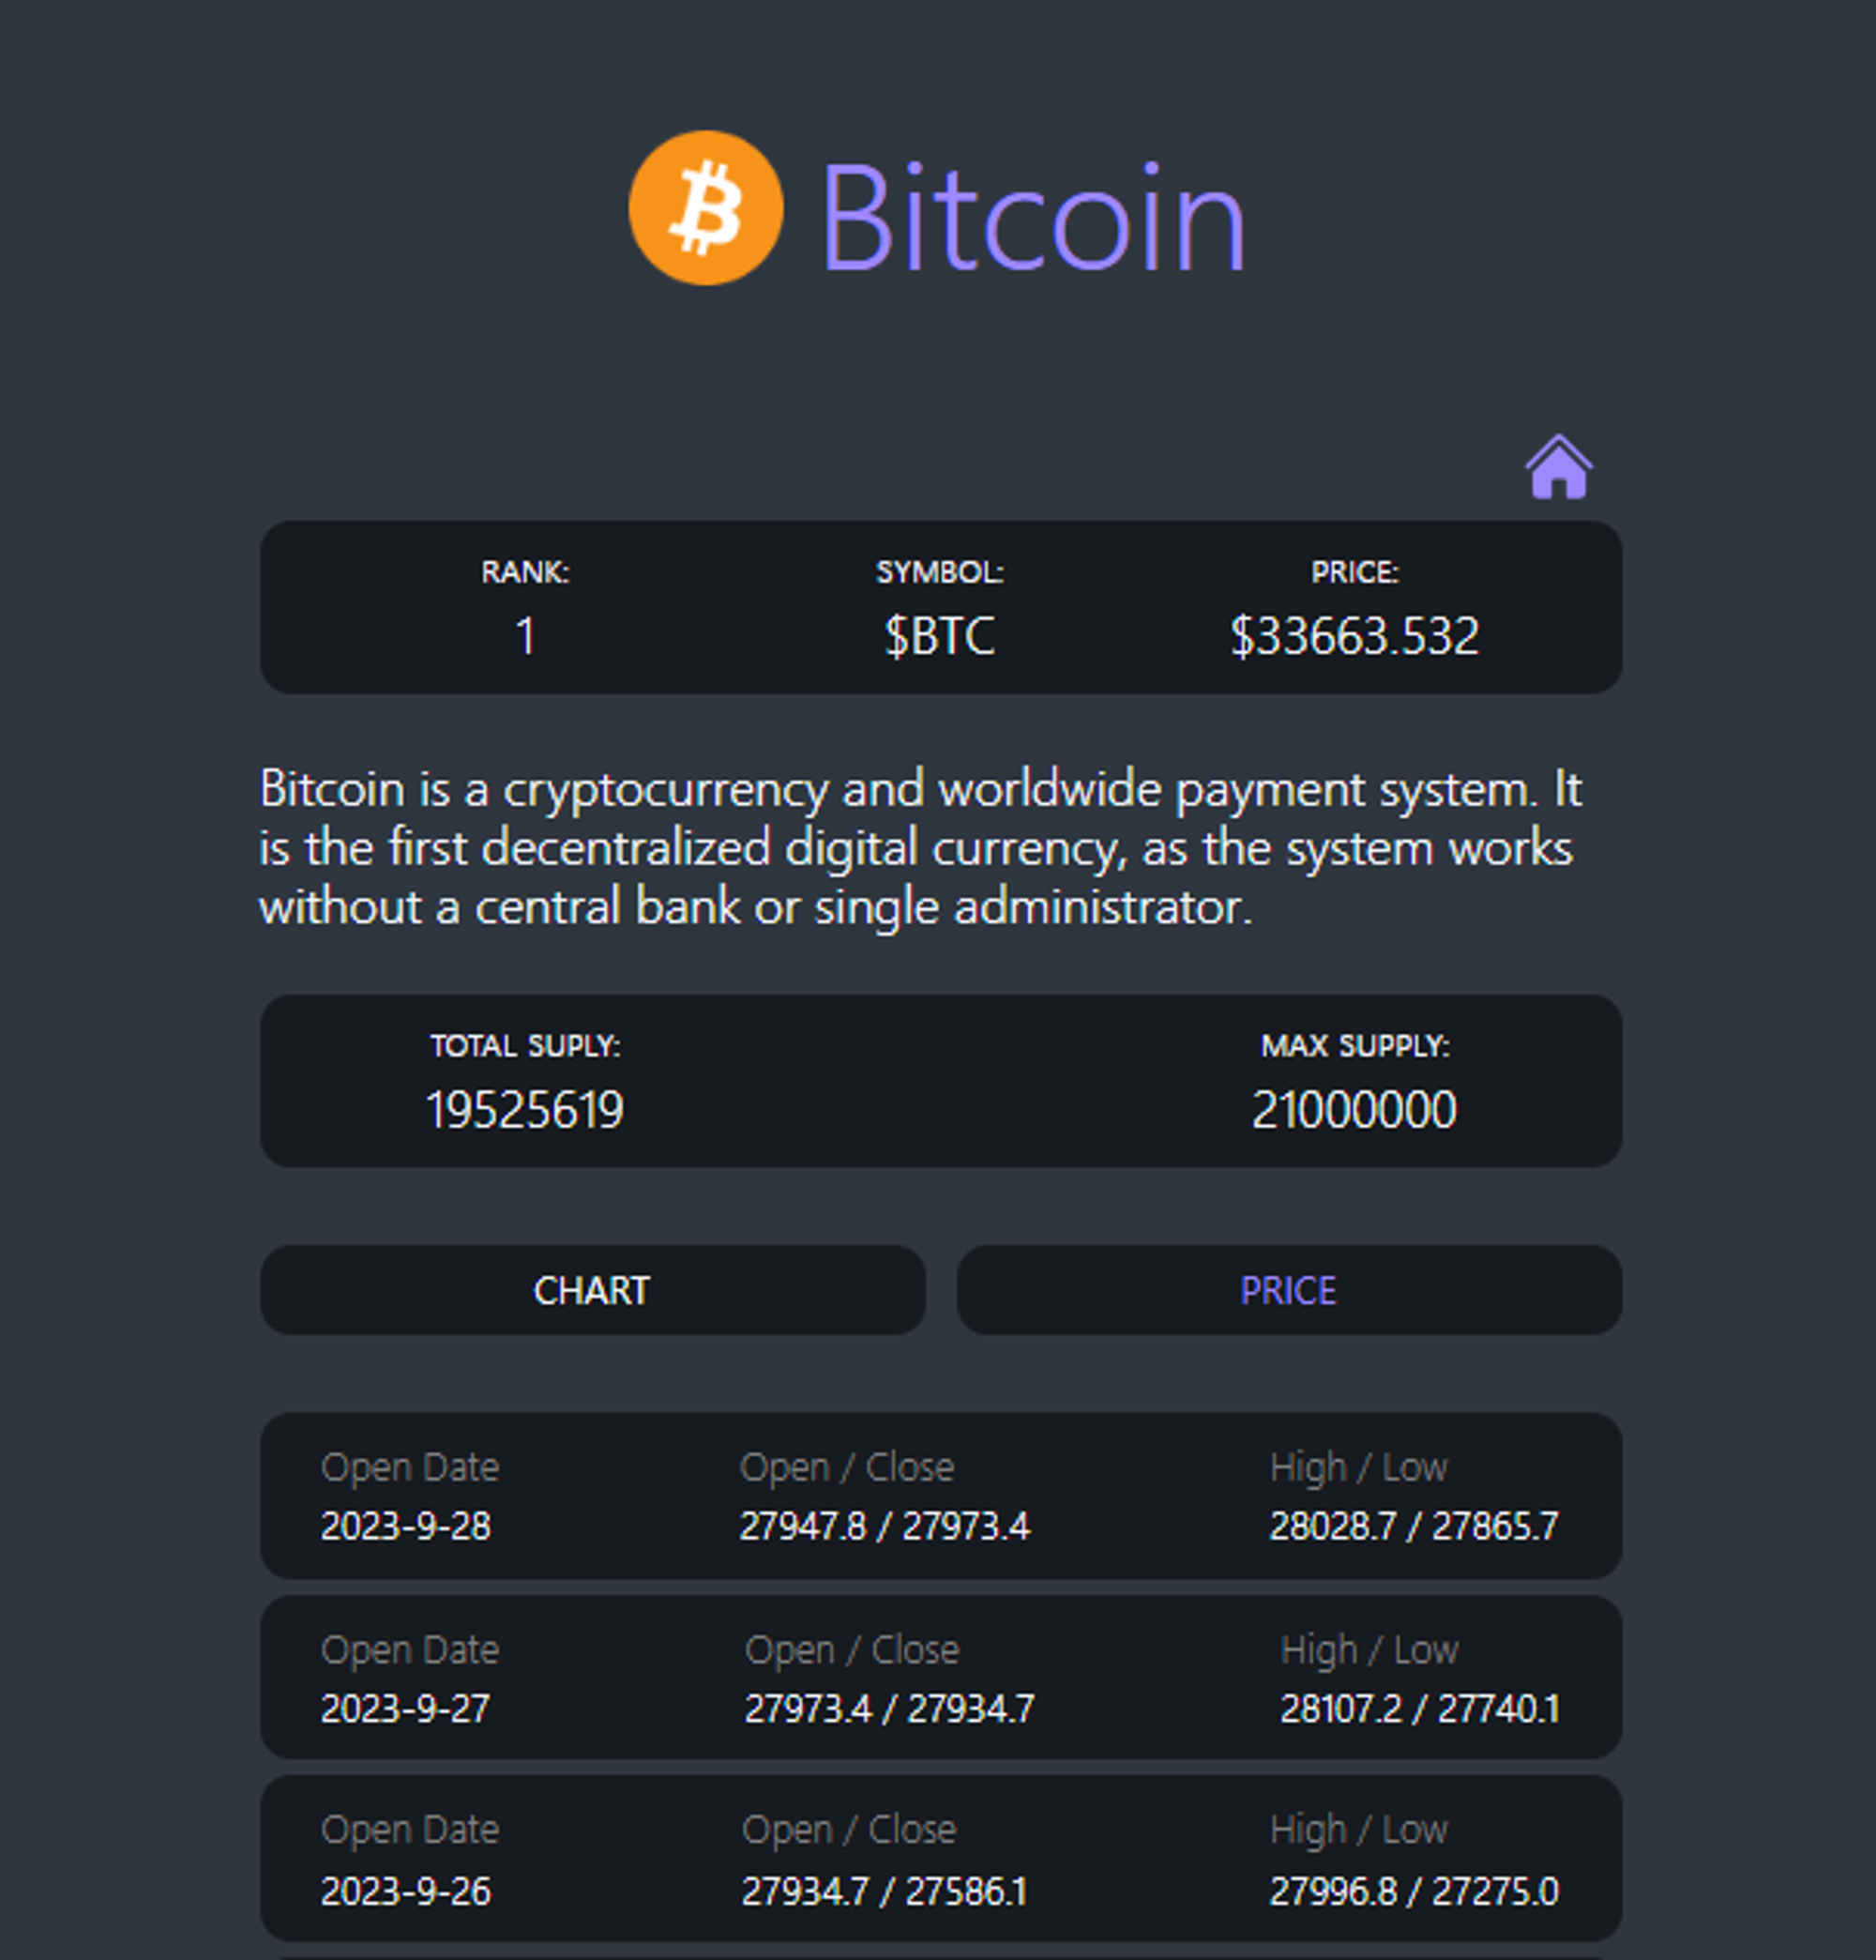 Bitcoin
RANK: SYMBOL: PRICE:
1 $BTC $33663.532
Bitcoin is a cryptocurrency and worldwide payment system. It
is the first decentralized digital currency, as the system works
without a central bank or single administrator.
TOTAL SUPLY: MAX SUPPLY:
19525619 21000000
CHART PRICE
Open Date Open / Close High / Low
2023-9-28 27947.8 / 27973.4 28028.7 / 27865.7
Open Date Open / Close High / Low
2023-9-27 27973.4 / 27934.7 28107.2 / 27740.1
Open Date Open / Close High / Low
2023-9-26 27934.7 / 27586.1 27996.8 / 27275.0